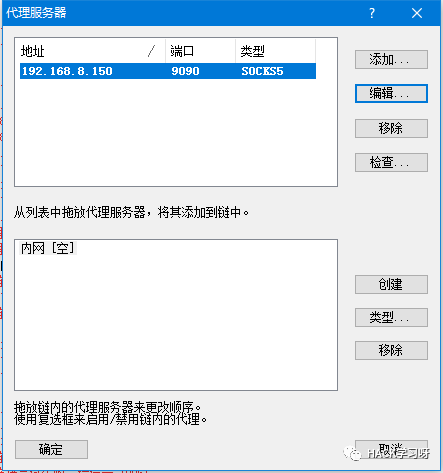 代理服务器
地址 / 端口 类型
192.168.8.150 9090 SOCKS5
添加...
编辑...
移除
检查...
从列表中拖放代理服务器，将其添加到链中。
内网 [空]
创建
类型...
移除
拖放链内的代理服务器来更改顺序。
使用复选框来启用/禁用链内的代理。
确定
取消
HACK学习呀